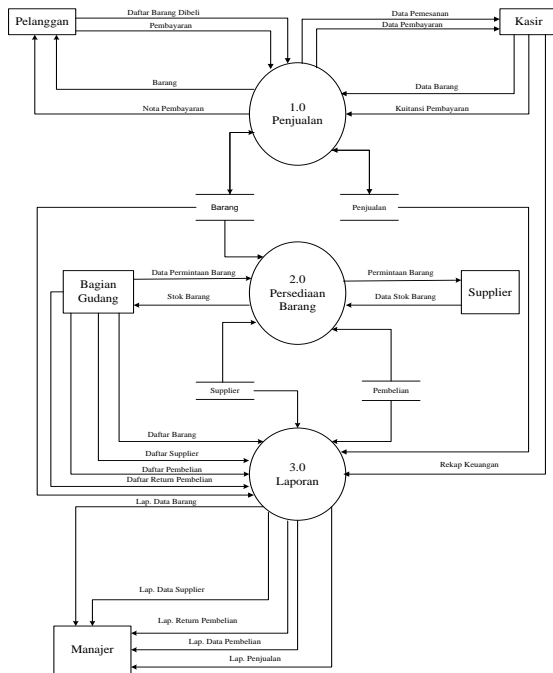 Pelanggan
Daftar Barang Dibeli
Pembayaran
Data Pemesanan
Data Pembayaran
Kasir
Barang
Nota Pembayaran
1.0
Penjualan
Data Barang
Kuitansi Pembayaran
Barang
Penjualan
Bagian
Gudang
Data Permintaan Barang
Stok Barang
2.0
Persediaan
Barang
Permintaan Barang
Data Stok Barang
Supplier
Supplier
Pembelian
Daftar Barang
Daftar Supplier
Daftar Pembelian
Daftar Return Pembelian
3.0
Laporan
Rekap Keuangan
Lap. Data Barang
Lap. Data Supplier
Lap. Return Pembelian
Lap. Data Pembelian
Lap. Penjualan
Manajer